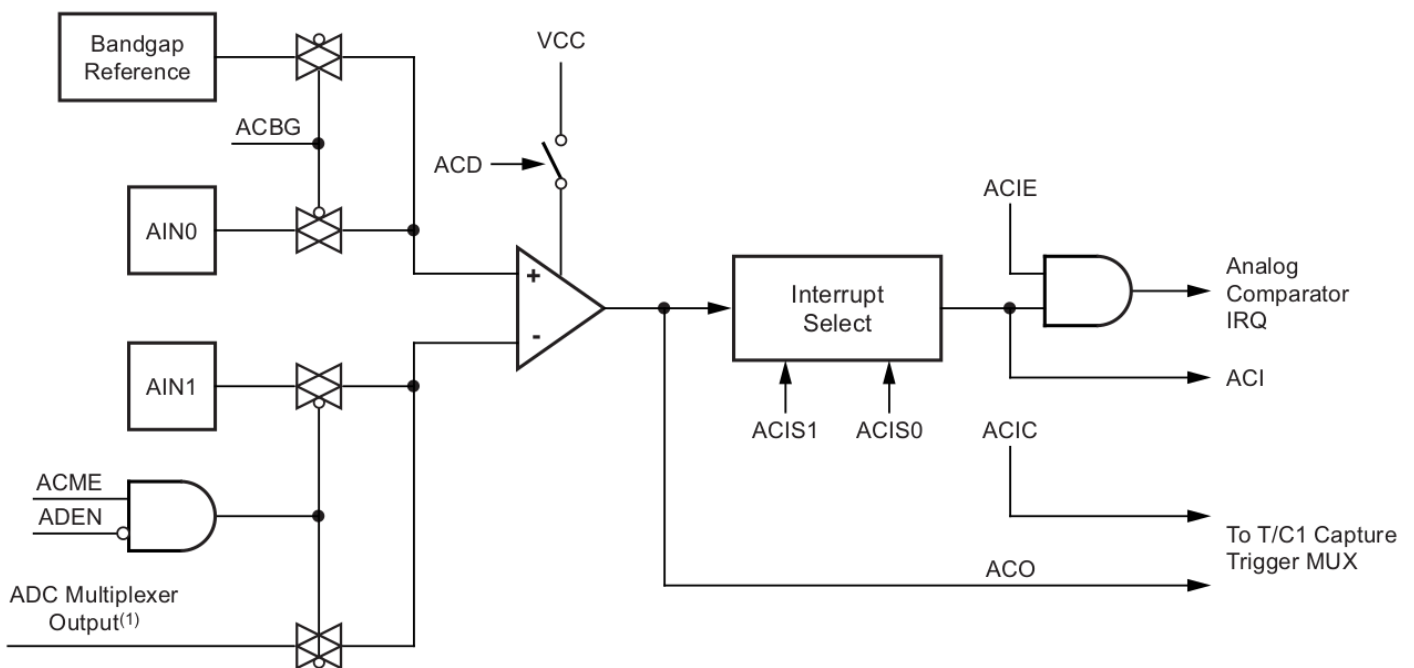 Bandgap
Reference
VCC
ACBG
ACD
ACIE
AIN0
+
Interrupt
Select
Analog
Comparator
IRQ
-
AIN1
ACI
ACIS1
ACIS0
ACIC
ACME
ADEN
To T/C1 Capture
Trigger MUX
ACO
ADC Multiplexer
Output(1)